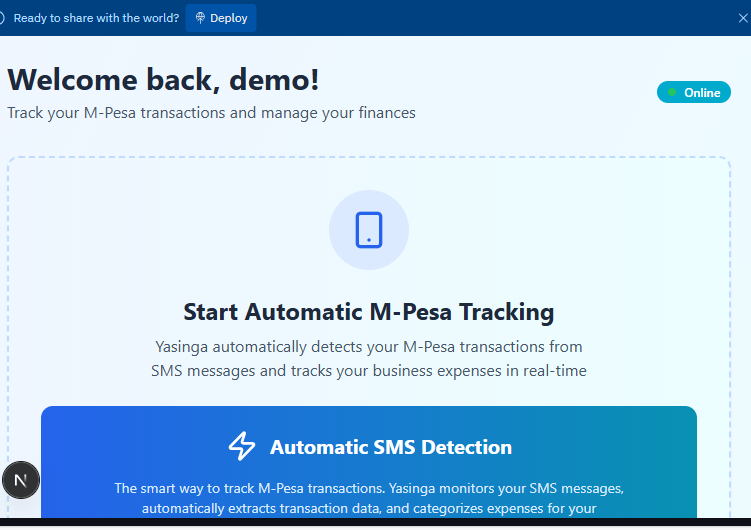 Ready to share with the world? Deploy
Welcome back, demo!
Online
Track your M-Pesa transactions and manage your finances
Start Automatic M-Pesa Tracking
Yasinga automatically detects your M-Pesa transactions from
SMS messages and tracks your business expenses in real-time
Automatic SMS Detection
N
The smart way to track M-Pesa transactions. Yasinga monitors your SMS messages,
automatically extracts transaction data, and categorizes expenses for your